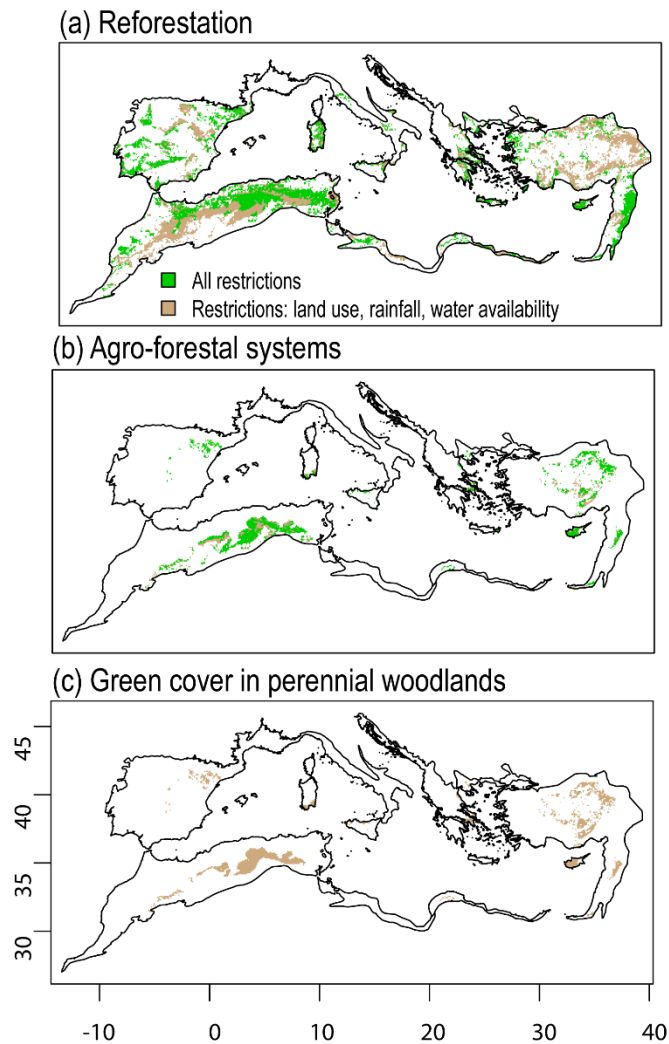 (a) Reforestation
All restrictions
Restrictions: land use, rainfall, water availability
(b) Agro-forestal systems
(c) Green cover in perennial woodlands
45
40
35
30
-10 0 10 20 30 40